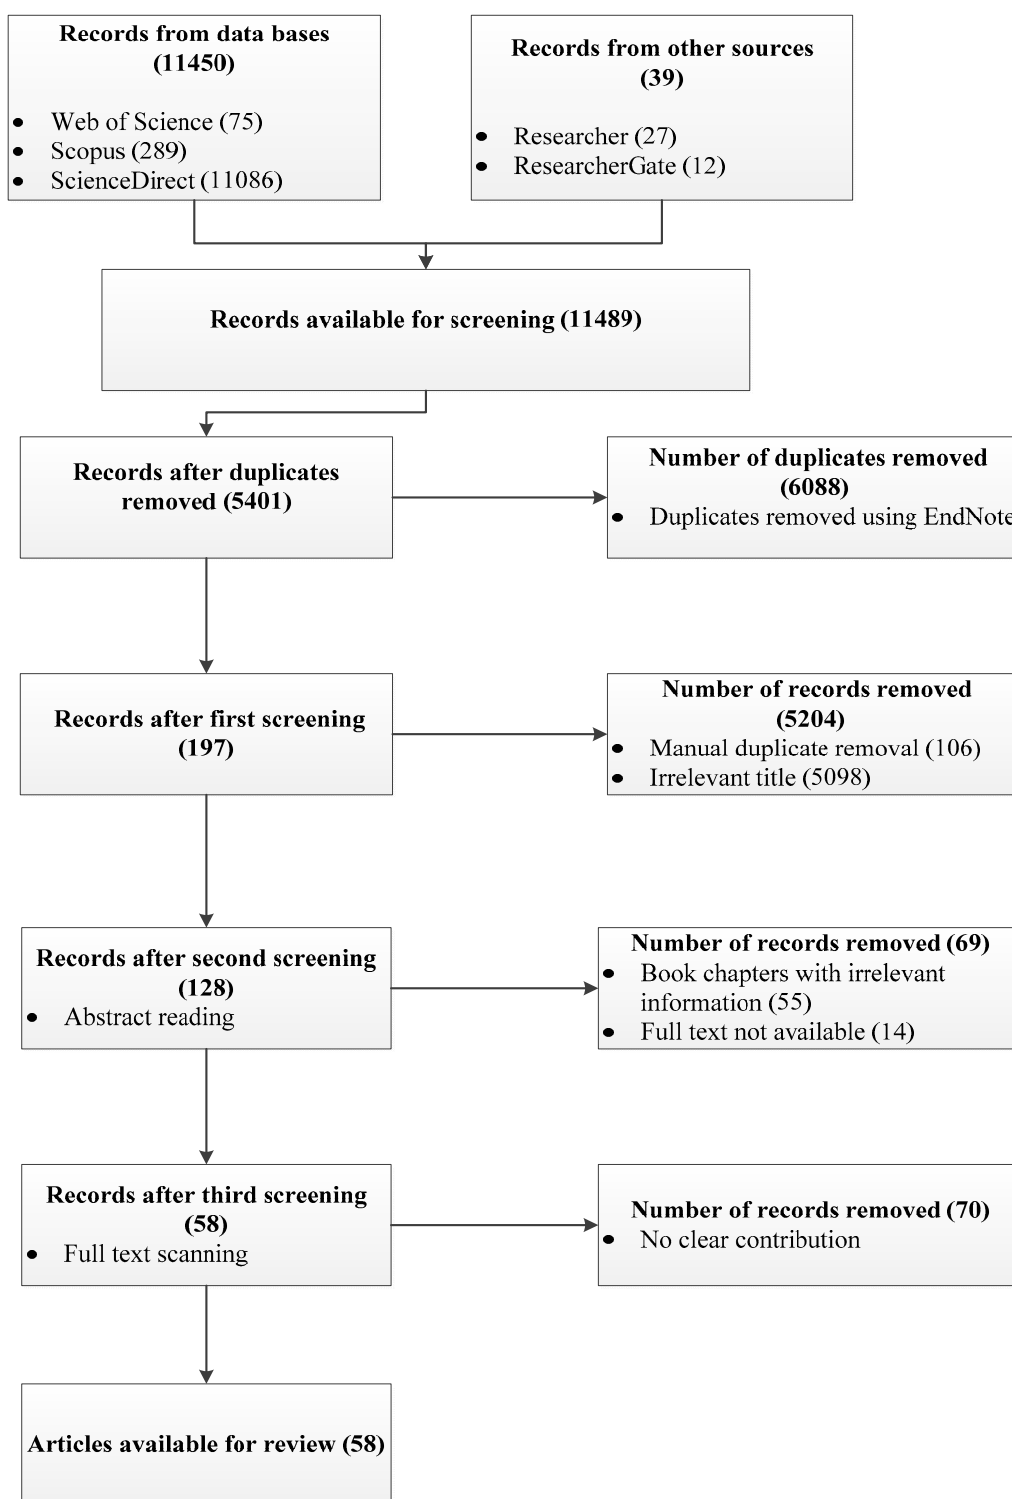 Records from data bases
(11450)
• Web of Science (75)
• Scopus (289)
• ScienceDirect (11086)
Records from other sources
(39)
• Researcher (27)
• ResearcherGate (12)
Records available for screening (11489)
Records after duplicates
removed (5401)
Number of duplicates removed
(6088)
• Duplicates removed using EndNote
Records after first screening
(197)
Number of records removed
(5204)
• Manual duplicate removal (106)
• Irrelevant title (5098)
Records after second screening
(128)
• Abstract reading
Number of records removed (69)
• Book chapters with irrelevant
information (55)
• Full text not available (14)
Records after third screening
(58)
• Full text scanning
Number of records removed (70)
• No clear contribution
Articles available for review (58)